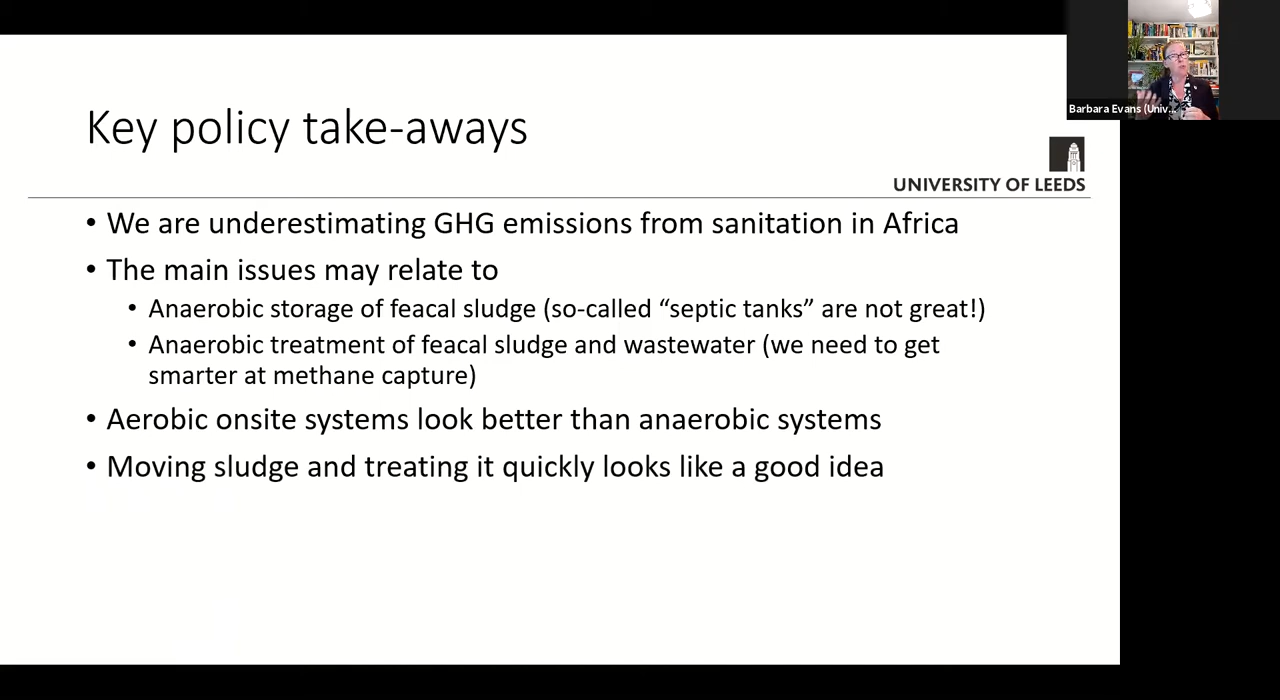 Barbara Evans (Univ...
Key policy take-aways
UNIVERSITY OF LEEDS
• We are underestimating GHG emissions from sanitation in Africa
• The main issues may relate to
• Anaerobic storage of feacal sludge (so-called “septic tanks” are not great!)
• Anaerobic treatment of feacal sludge and wastewater (we need to get
smarter at methane capture)
• Aerobic onsite systems look better than anaerobic systems
• Moving sludge and treating it quickly looks like a good idea